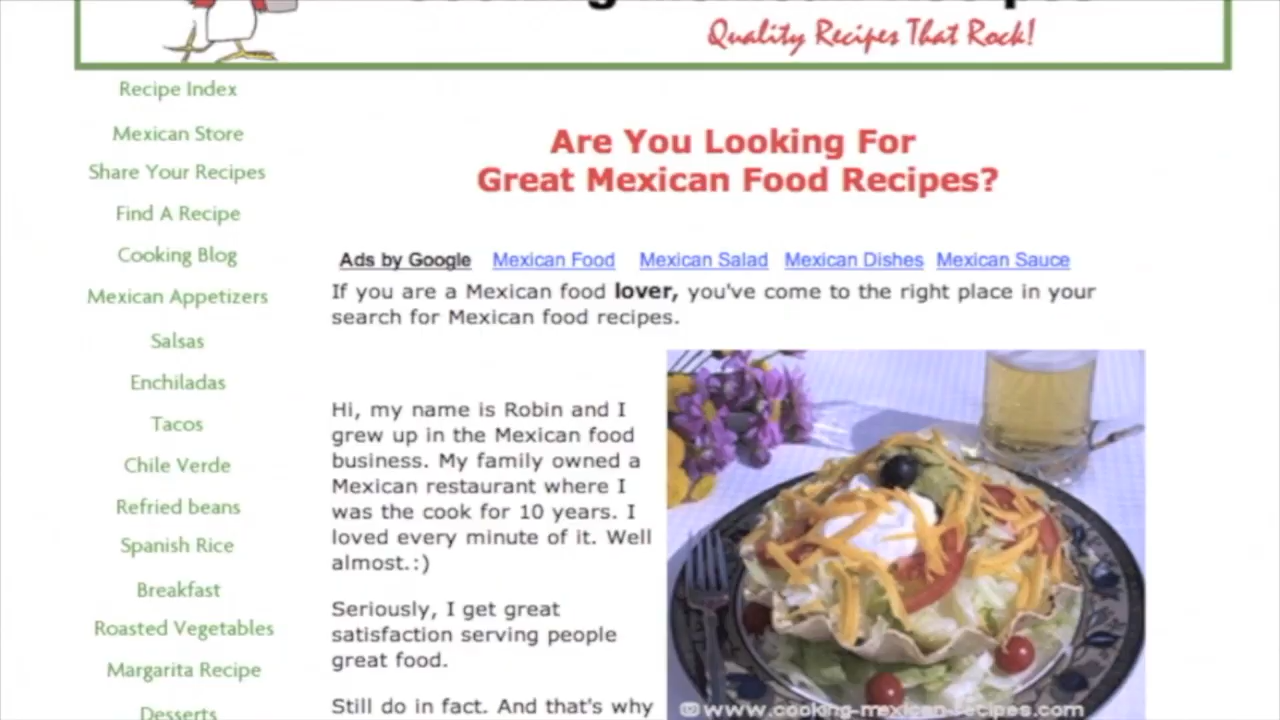 Quality Recipes That Rock!
Recipe Index
Mexican Store
Share Your Recipes
Find A Recipe
Cooking Blog
Mexican Appetizers
Salsas
Enchiladas
Tacos
Chile Verde
Refried beans
Spanish Rice
Breakfast
Roasted Vegetables
Margarita Recipe
Desserts
Are You Looking For
Great Mexican Food Recipes?
Ads by Google Mexican Food Mexican Salad Mexican Dishes Mexican Sauce
If you are a Mexican food lover, you've come to the right place in your
search for Mexican food recipes.
Hi, my name is Robin and I
grew up in the Mexican food
business. My family owned a
Mexican restaurant where I
was the cook for 10 years. I
loved every minute of it. Well
almost.:)
Seriously, I get great
satisfaction serving people
great food.
Still do in fact. And that's why
©www.cooking-mexican-recipes.com